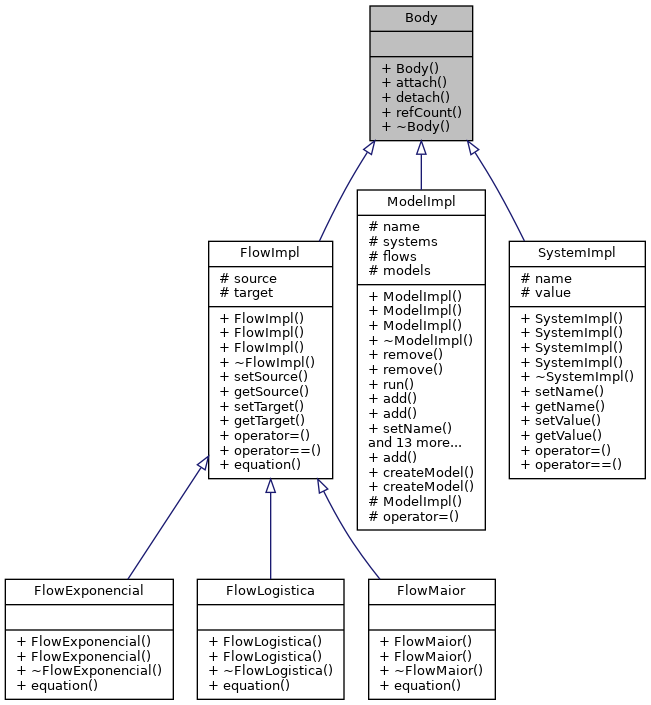 Body
+ Body()
+ attach()
+ detach()
+ refCount()
+ ~Body()
FlowImpl
# source
# target
+ FlowImpl()
+ FlowImpl()
+ FlowImpl()
+ ~FlowImpl()
+ setSource()
+ getSource()
+ setTarget()
+ getTarget()
+ operator=()
+ operator==()
+ equation()
ModelImpl
# name
# systems
# flows
# models
+ ModelImpl()
+ ModelImpl()
+ ModelImpl()
+ ~ModelImpl()
+ remove()
+ remove()
+ run()
+ add()
+ add()
+ setName()
and 13 more...
+ add()
+ createModel()
+ createModel()
# ModelImpl()
# operator=()
SystemImpl
# name
# value
+ SystemImpl()
+ SystemImpl()
+ SystemImpl()
+ SystemImpl()
+ ~SystemImpl()
+ setName()
+ getName()
+ setValue()
+ getValue()
+ operator=()
+ operator==()
FlowExponencial
+ FlowExponencial()
+ FlowExponencial()
+ ~FlowExponencial()
+ equation()
FlowLogistica
+ FlowLogistica()
+ FlowLogistica()
+ ~FlowLogistica()
+ equation()
FlowMaior
+ FlowMaior()
+ FlowMaior()
+ ~FlowMaior()
+ equation()